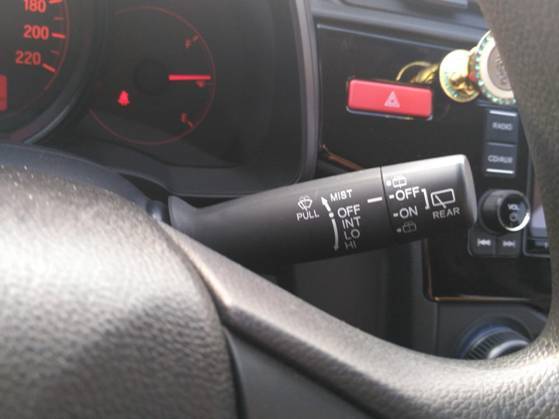 180
200
220
F
E
RADIO
CD/AUX
VOL
PULL
MIST
OFF
INT
LO
HI
OFF
ON
REAR